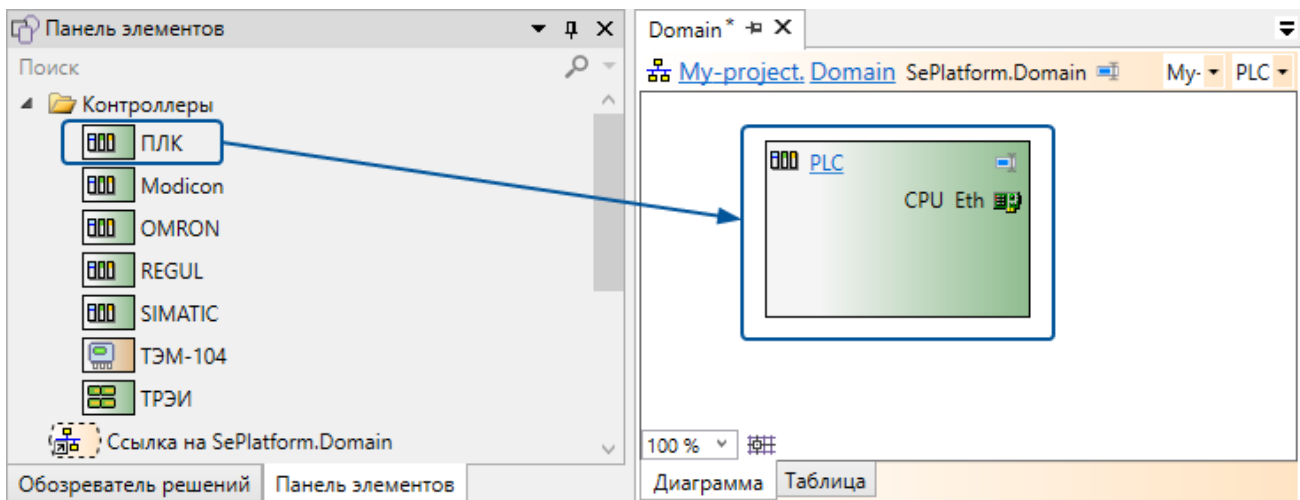 Панель элементов
Поиск
Контроллеры
ПЛК
Modicon
OMRON
REGUL
SIMATIC
ТЭМ-104
ТРЭИ
Ссылка на SePlatform.Domain
Обозреватель решений Панель элементов
Domain*
My-project. Domain SePlatform.Domain My- PLC
PLC
CPU Eth
100 %
Диаграмма Таблица